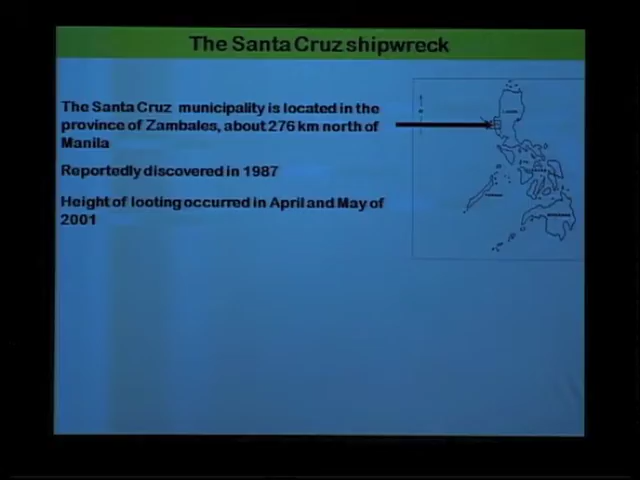 The Santa Cruz shipwreck
The Santa Cruz municipality is located in the
province of Zambales, about 276 km north of
Manila
Reportedly discovered in 1987
Height of looting occurred in April and May of
2001